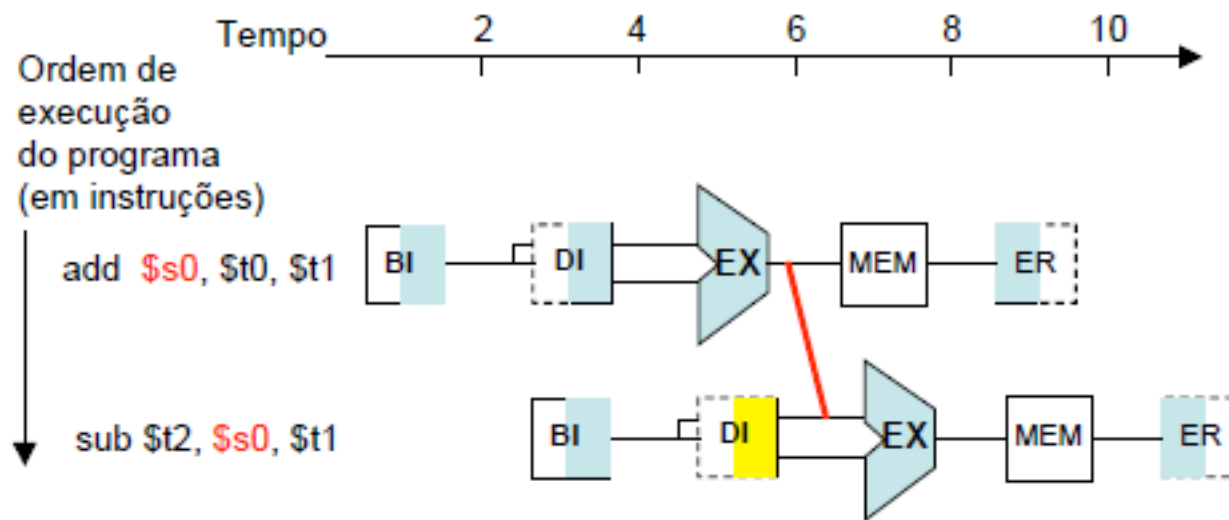 Tempo 2 4 6 8 10
Ordem de
execução
do programa
(em instruções)
add $s0, $t0, $t1 BI DI EX MEM ER
sub $t2, $s0, $t1 BI DI EX MEM ER